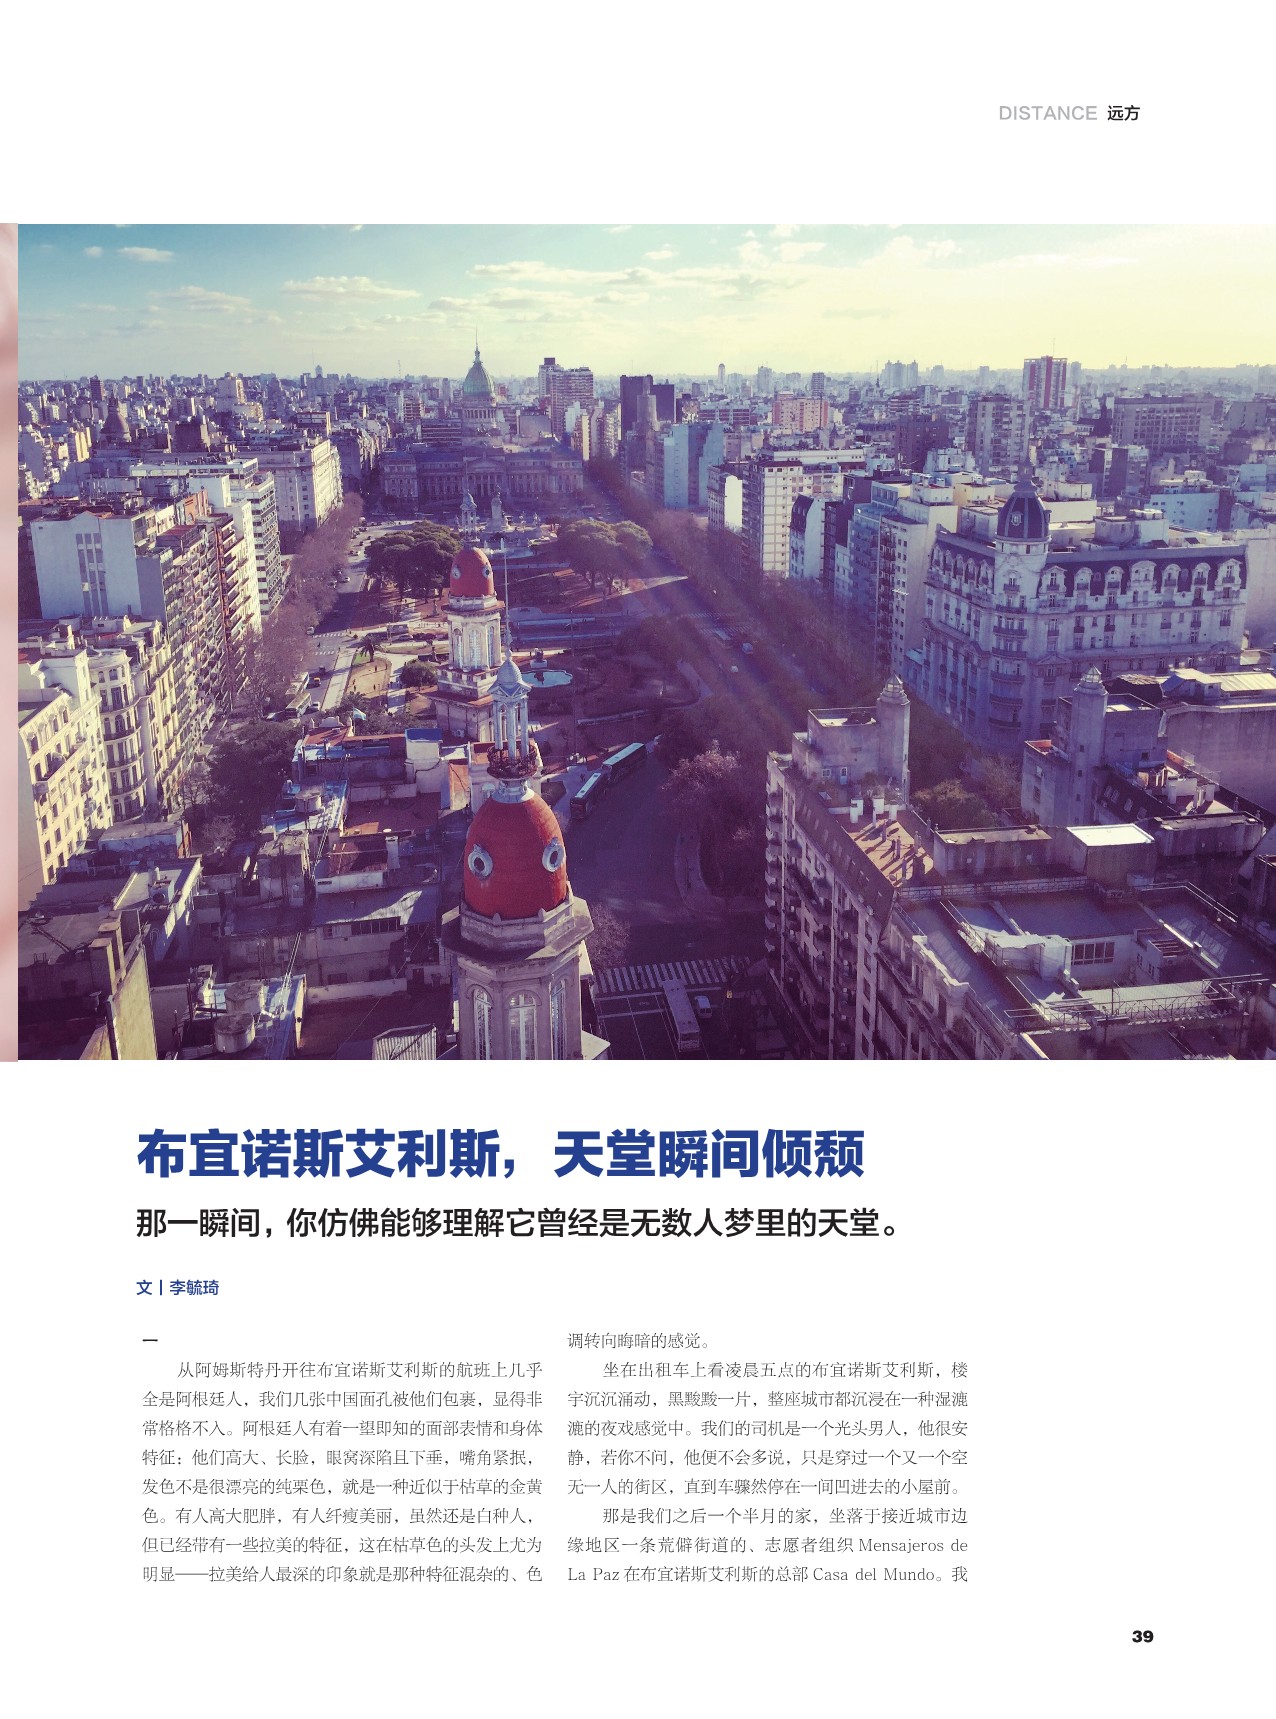 DISTANCE 远方
布宜诺斯艾利斯，天堂瞬间倾颓
那一瞬间，你仿佛能够理解它曾经是无数人梦里的天堂。
文丨李毓琦
一
从阿姆斯特丹开往布宜诺斯艾利斯的航班上几乎
全是阿根廷人，我们几张中国面孔被他们包裹，显得非
常格格不入。阿根廷人有着一望即知的面部表情和身体
特征：他们高大、长脸，眼窝深陷且下垂，嘴角紧抿，
发色不是很漂亮的纯栗色，就是一种近似于枯草的金黄
色。有人高大肥胖，有人纤瘦美丽，虽然还是白种人，
但已经带有一些拉美的特征，这在枯草色的头发上尤为
明显——拉美给人最深的印象就是那种特征混杂的、色
调转向晦暗的感觉。
坐在出租车上看凌晨五点的布宜诺斯艾利斯，楼
宇沉沉涌动，黑黢黢一片，整座城市都沉浸在一种湿漉
漉的夜戏感觉中。我们的司机是一个光头男人，他很安
静，若你不问，他便不会多说，只是穿过一个又一个空
无一人的街区，直到车骤然停在一间凹进去的小屋前。
那是我们之后一个半月的家，坐落于接近城市边
缘地区一条荒僻街道的、志愿者组织 Mensajeros de
La Paz 在布宜诺斯艾利斯的总部 Casa del Mundo。我
39